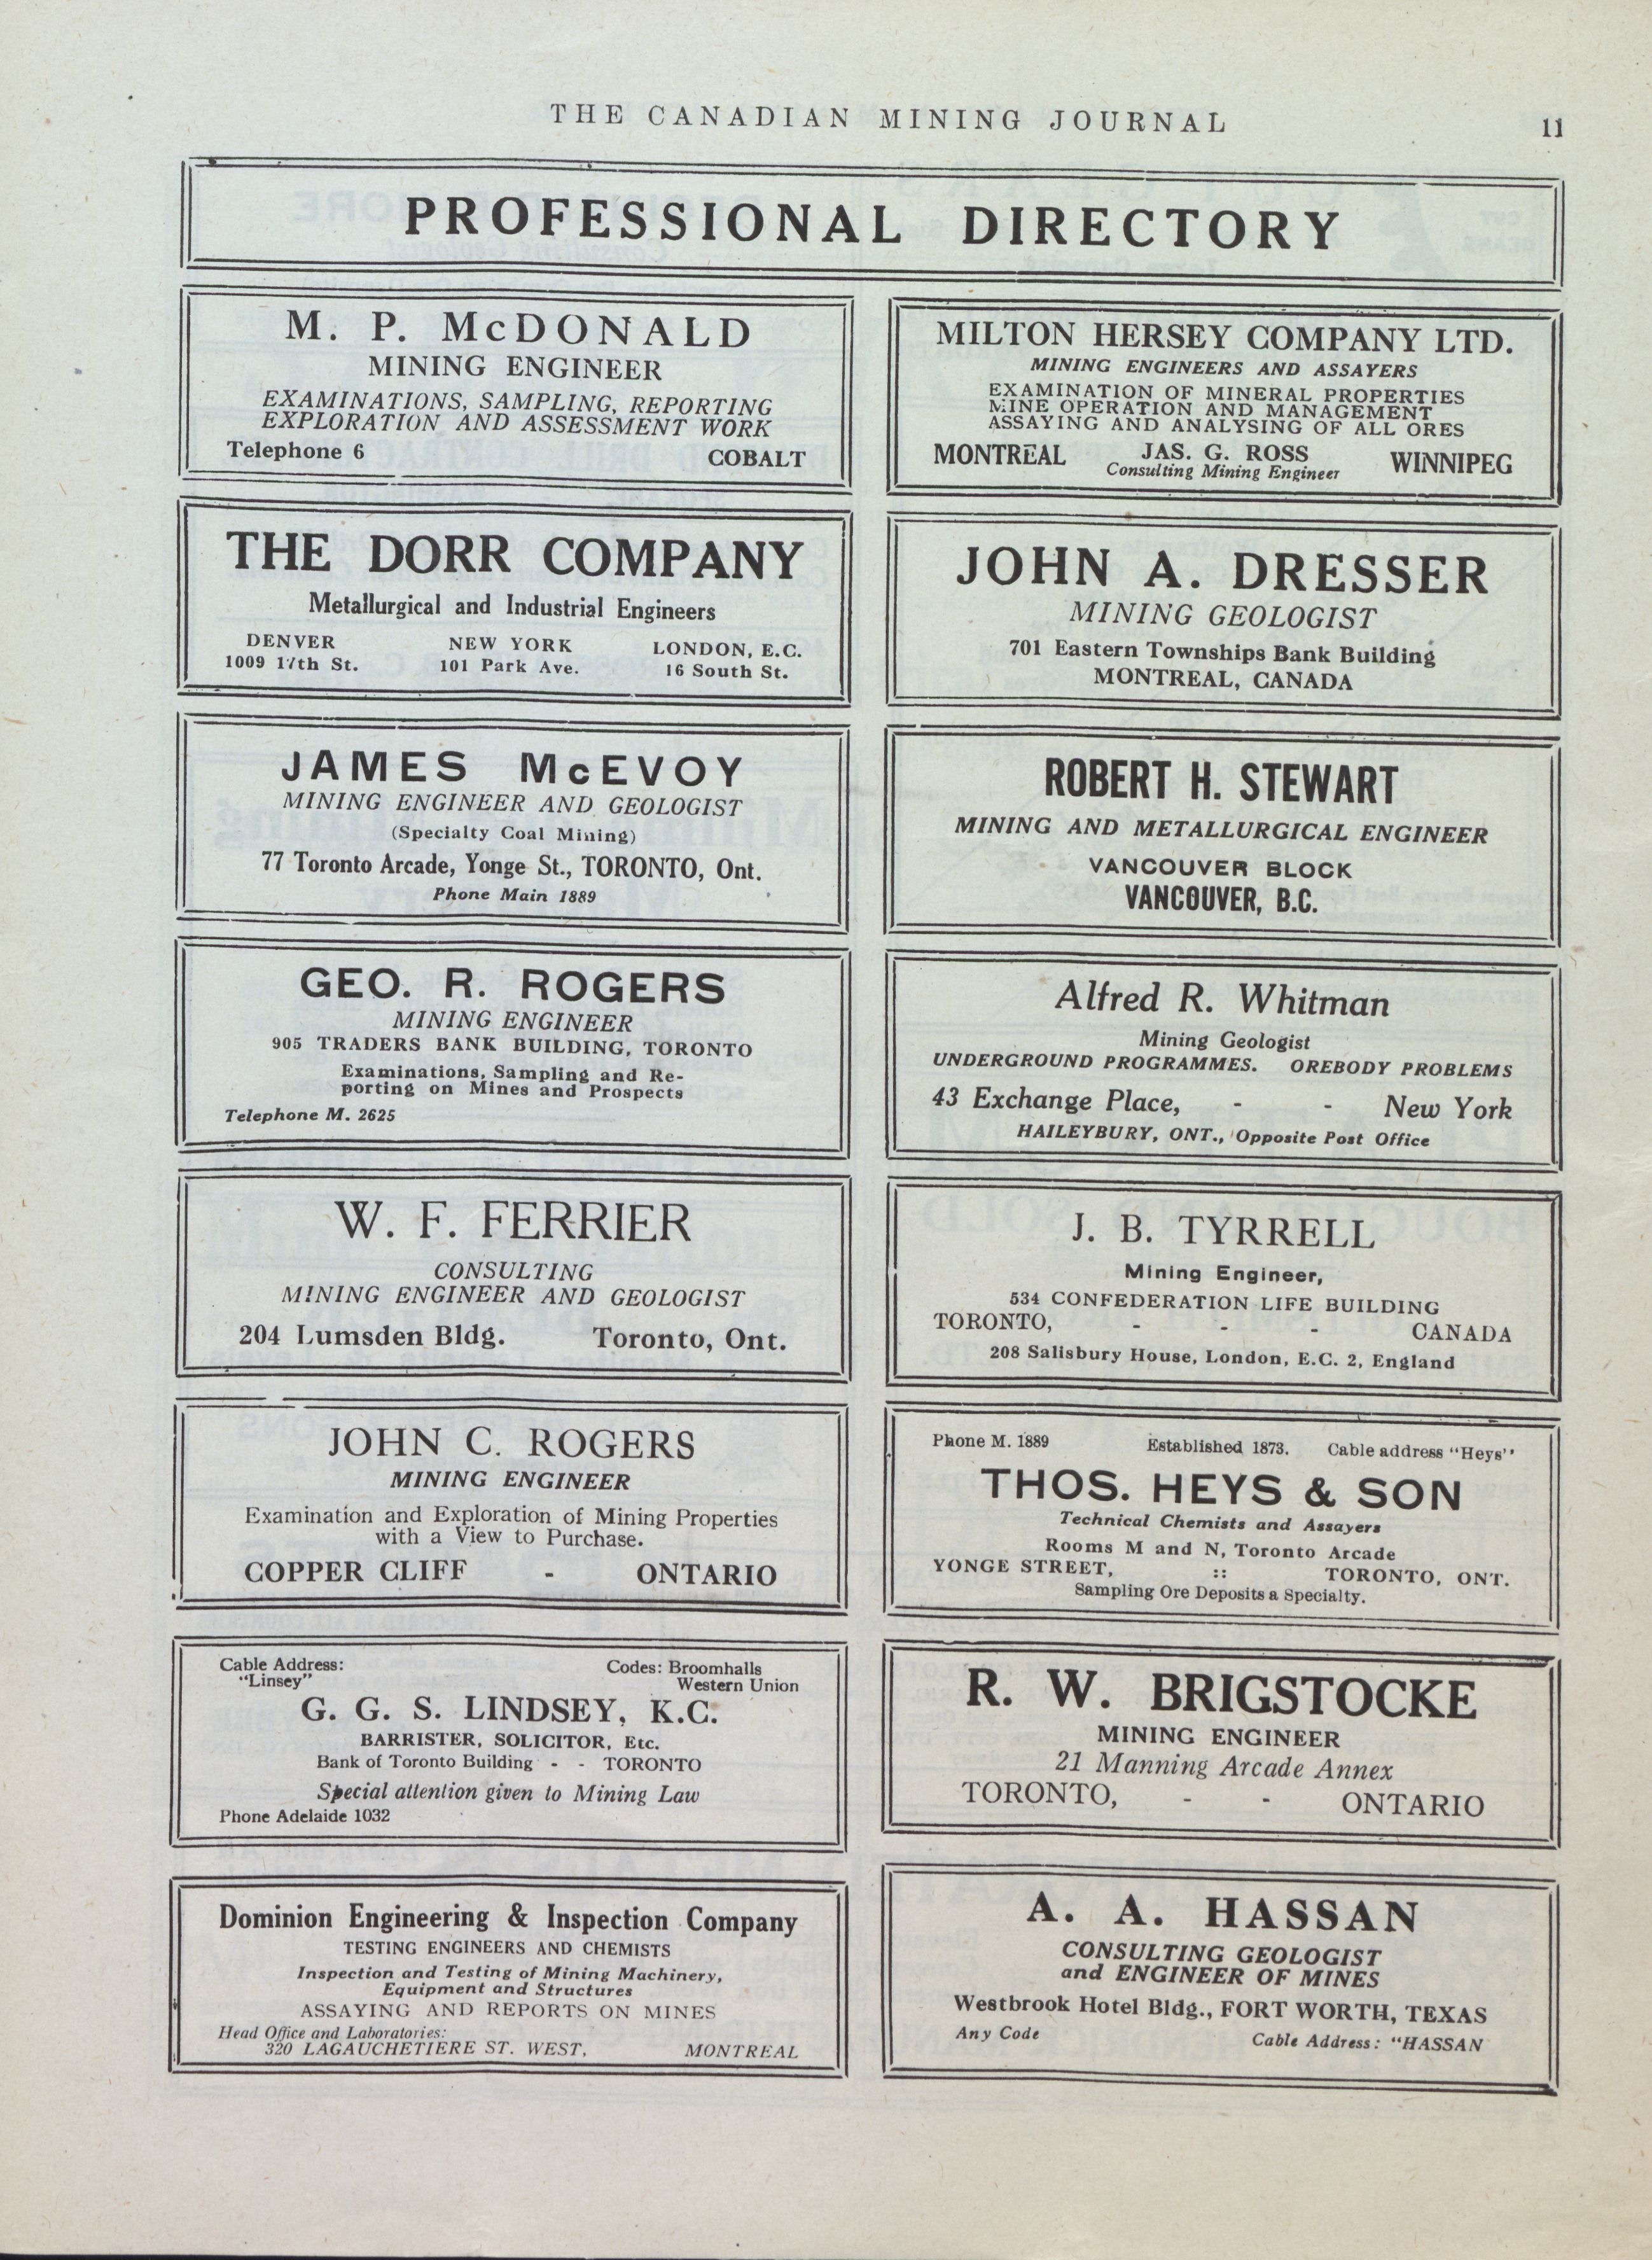 THE CANADIAN MINING JOURNAL 11
PROFESSIONAL DIRECTORY
M. P. McDONALD
MINING ENGINEER
EXAMINATIONS, SAMPLING, REPORTING
EXPLORATION AND ASSESSMENT WORK
Telephone 6 COBALT
MILTON HERSEY COMPANY LTD.
MINING ENGINEERS AND ASSAYERS
EXAMINATION OF MINERAL PROPERTIES
MINE OPERATION AND MANAGEMENT
ASSAYING AND ANALYSING OF ALL ORES
MONTREAL JAS. G. ROSS WINNIPEG
Consulting Mining Engineer
THE DORR COMPANY
Metallurgical and Industrial Engineers
DENVER NEW YORK LONDON, E.C.
1009 17th St. 101 Park Ave. 16 South St.
JOHN A. DRESSER
MINING GEOLOGIST
701 Eastern Townships Bank Building
MONTREAL, CANADA
JAMES McEVOY
MINING ENGINEER AND GEOLOGIST
(Specialty Coal Mining)
77 Toronto Arcade, Yonge St., TORONTO, Ont.
Phone Main 1889
ROBERT H. STEWART
MINING AND METALLURGICAL ENGINEER
VANCOUVER BLOCK
VANCOUVER, B.C.
GEO. R. ROGERS
MINING ENGINEER
905 TRADERS BANK BUILDING, TORONTO
Examinations, Sampling and Re-
porting on Mines and Prospects
Telephone M. 2625
Alfred R. Whitman
Mining Geologist
UNDERGROUND PROGRAMMES. OREBODY PROBLEMS
43 Exchange Place, - - New York
HAILEYBURY, ONT., Opposite Post Office
W. F. FERRIER
CONSULTING
MINING ENGINEER AND GEOLOGIST
204 Lumsden Bldg. Toronto, Ont.
J. B. TYRRELL
Mining Engineer,
534 CONFEDERATION LIFE BUILDING
TORONTO, - - - CANADA
208 Salisbury House, London, E.C. 2, England
JOHN C. ROGERS
MINING ENGINEER
Examination and Exploration of Mining Properties
with a View to Purchase.
COPPER CLIFF - ONTARIO
Phone M. 1889 Established 1873. Cable address "Heys"
THOS. HEYS & SON
Technical Chemists and Assayers
Rooms M and N, Toronto Arcade
YONGE STREET, :: TORONTO, ONT.
Sampling Ore Deposits a Specialty.
Cable Address: Codes: Broomhalls
"Linsey" Western Union
G. G. S. LINDSEY, K.C.
BARRISTER, SOLICITOR, Etc.
Bank of Toronto Building - - TORONTO
Special attention given to Mining Law
Phone Adelaide 1032
R. W. BRIGSTOCKE
MINING ENGINEER
21 Manning Arcade Annex
TORONTO, - - ONTARIO
Dominion Engineering & Inspection Company
TESTING ENGINEERS AND CHEMISTS
Inspection and Testing of Mining Machinery,
Equipment and Structures
ASSAYING AND REPORTS ON MINES
Head Office and Laboratories:
320 LAGAUCHETIERE ST. WEST, MONTREAL
A. A. HASSAN
CONSULTING GEOLOGIST
and ENGINEER OF MINES
Westbrook Hotel Bldg., FORT WORTH, TEXAS
Any Code Cable Address: "HASSAN